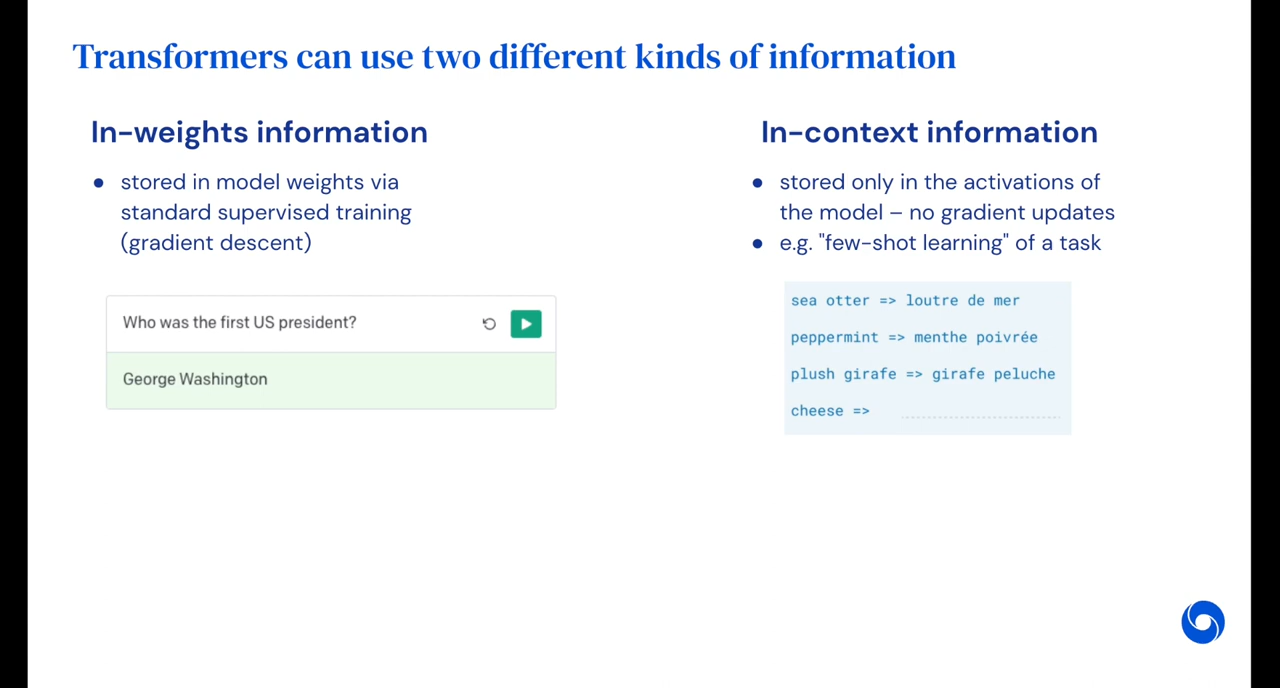 Transformers can use two different kinds of information
In-weights information
● stored in model weights via
standard supervised training
(gradient descent)
Who was the first US president?
George Washington
In-context information
● stored only in the activations of
the model – no gradient updates
● e.g. "few-shot learning" of a task
sea otter => loutre de mer
peppermint => menthe poivrée
plush girafe => girafe peluche
cheese =>